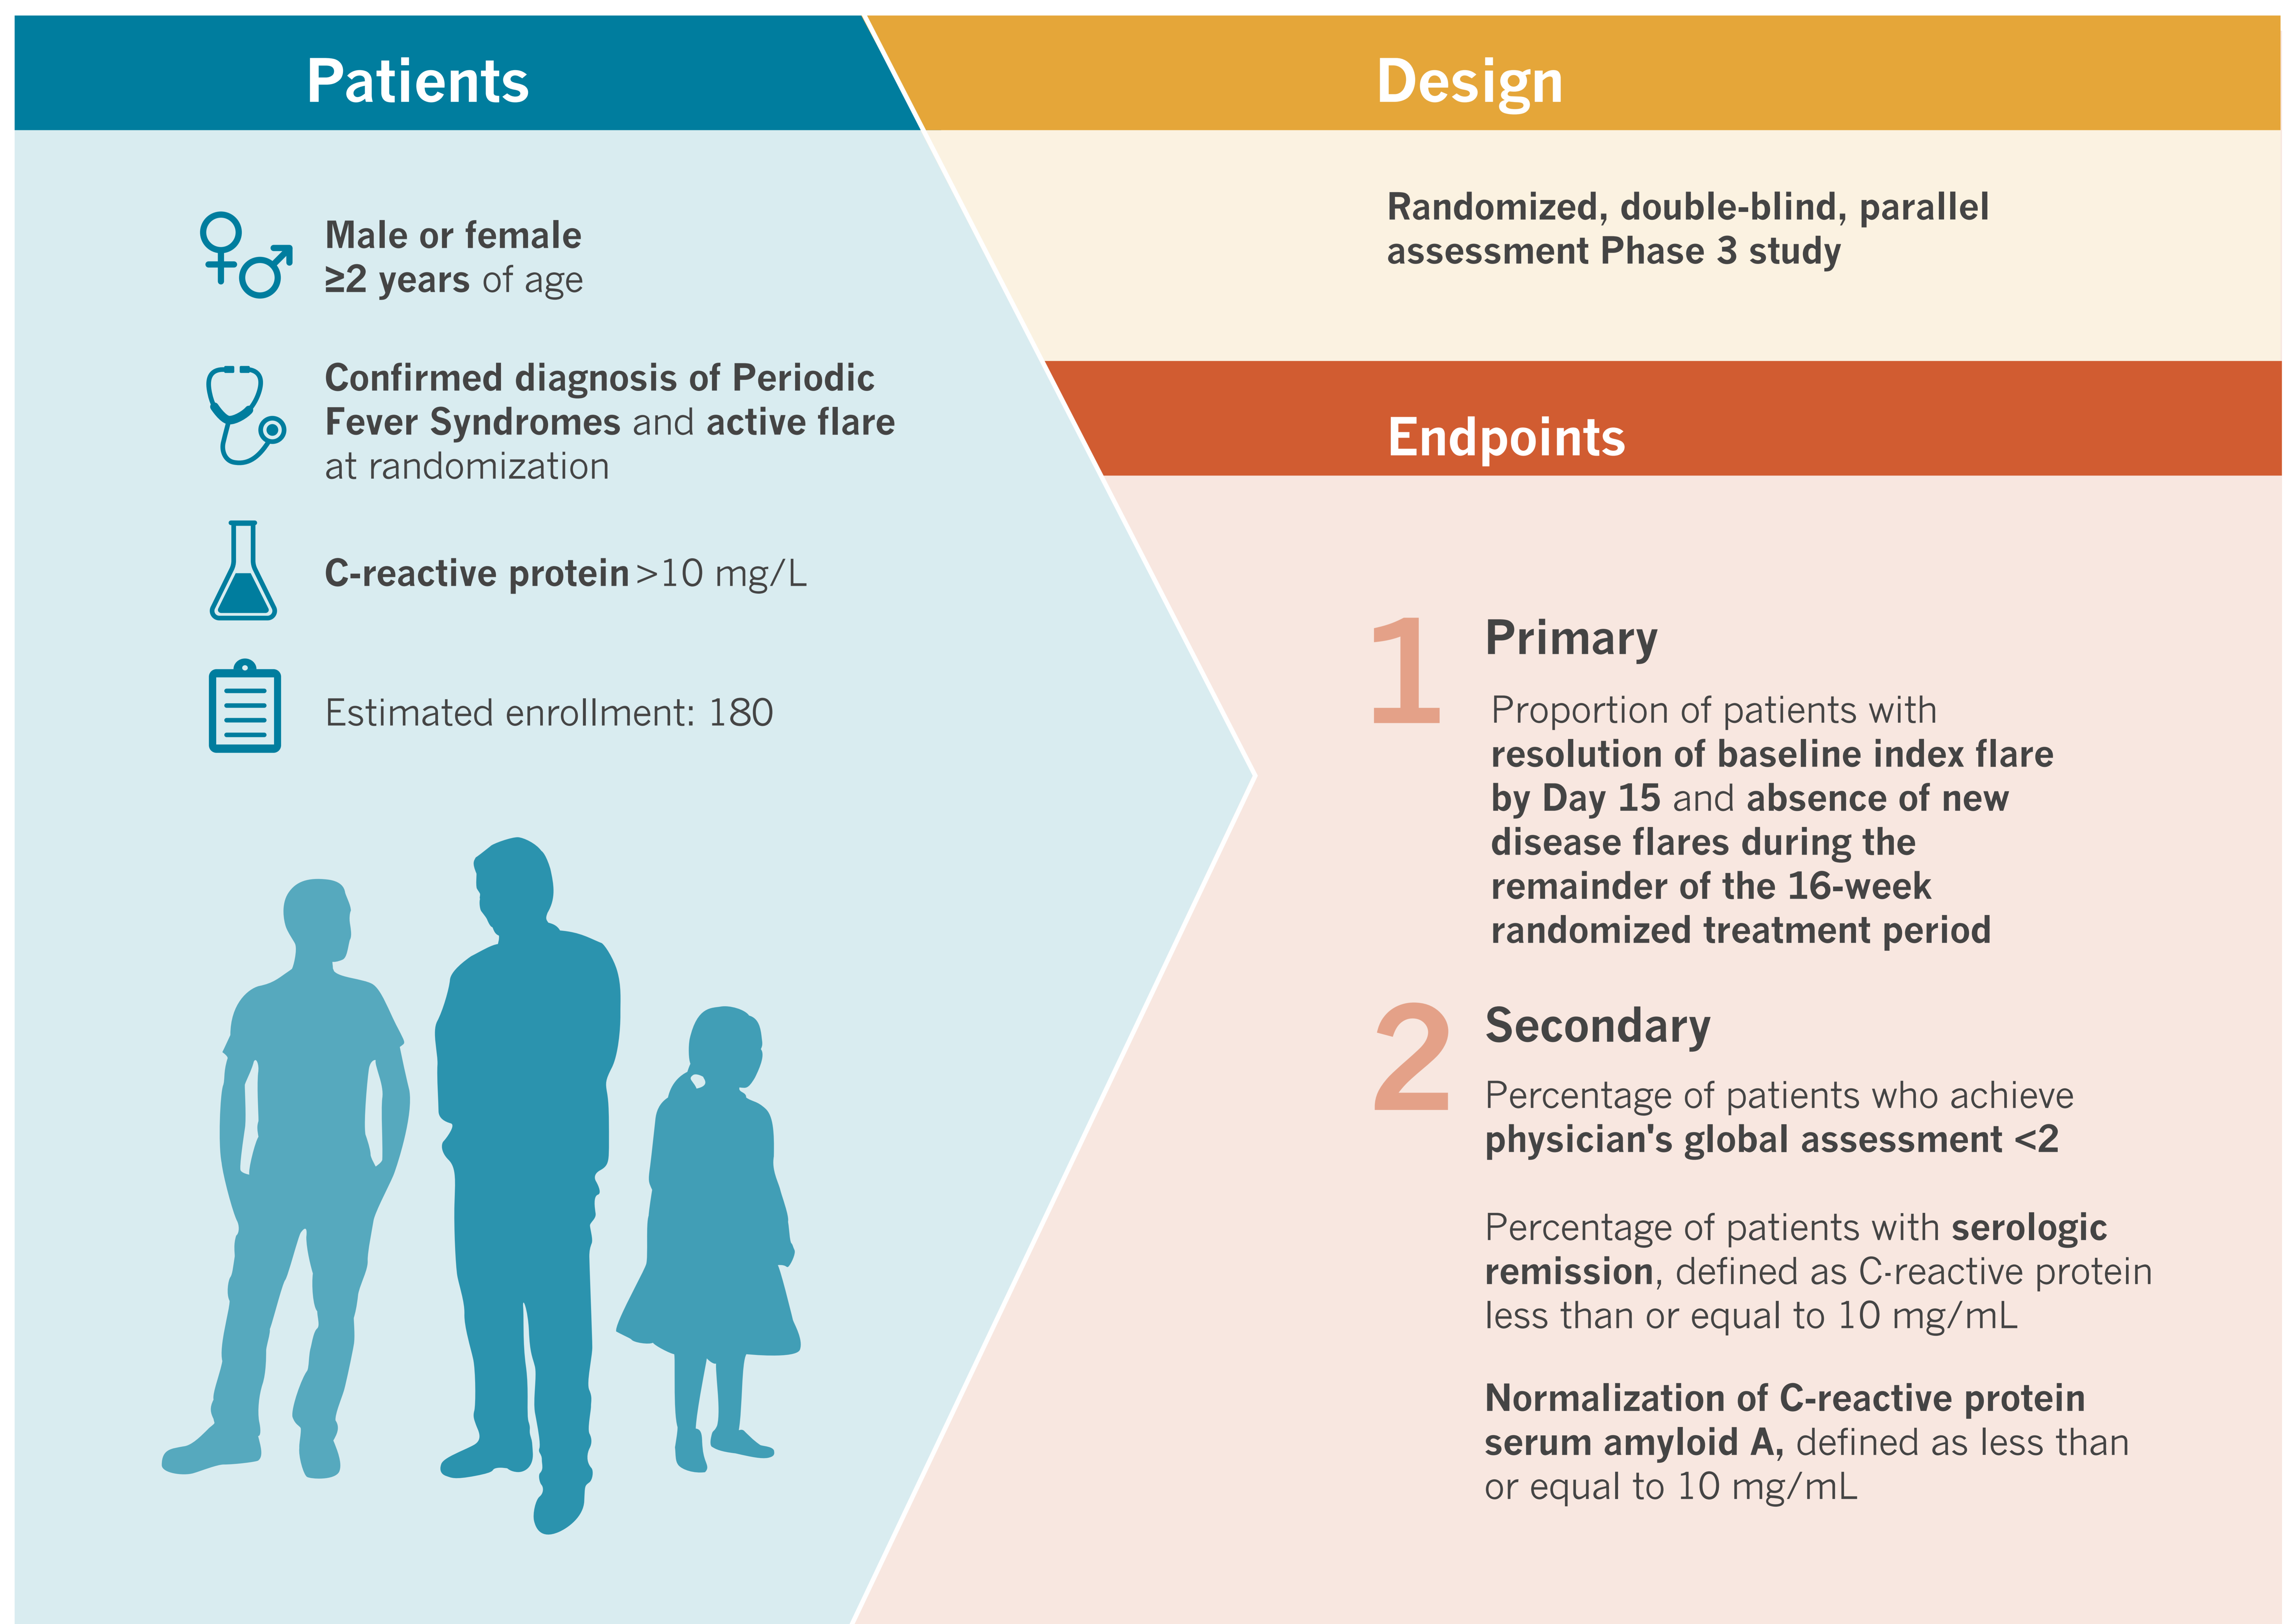 Patients
Male or female
≥2 years of age
Confirmed diagnosis of Periodic
Fever Syndromes and active flare
at randomization
C-reactive protein >10 mg/L
Estimated enrollment: 180
Design
Randomized, double-blind, parallel
assessment Phase 3 study
Endpoints
1 Primary
Proportion of patients with
resolution of baseline index flare
by Day 15 and absence of new
disease flares during the
remainder of the 16-week
randomized treatment period
2 Secondary
Percentage of patients who achieve
physician's global assessment <2
Percentage of patients with serologic
remission, defined as C-reactive protein
less than or equal to 10 mg/mL
Normalization of C-reactive protein
serum amyloid A, defined as less than
or equal to 10 mg/mL